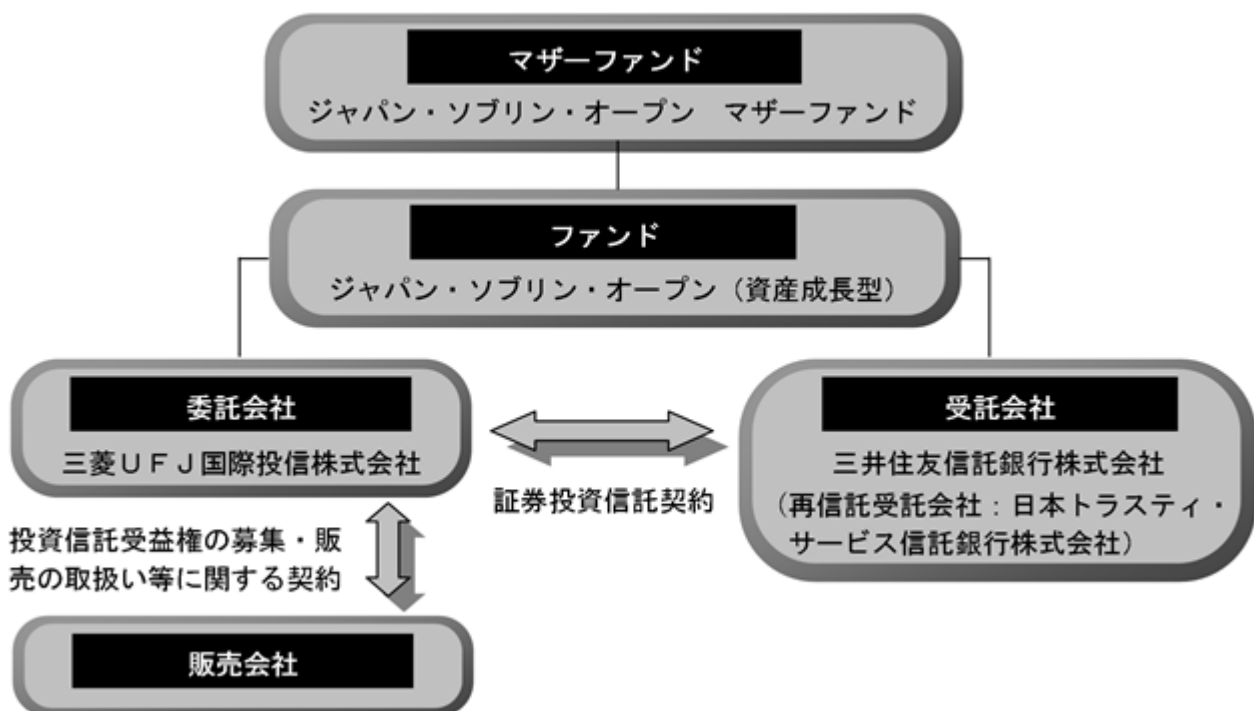 マザーファンド
ジャパン・ソブリン・オープン　マザーファンド
ファンド
ジャパン・ソブリン・オープン（資産成長型）
委託会社
三菱ＵＦＪ国際投信株式会社
証券投資信託契約
受託会社
三井住友信託銀行株式会社
（再信託受託会社：日本トラスティ・
サービス信託銀行株式会社）
投資信託受益権の募集・販
売の取扱い等に関する契約
販売会社